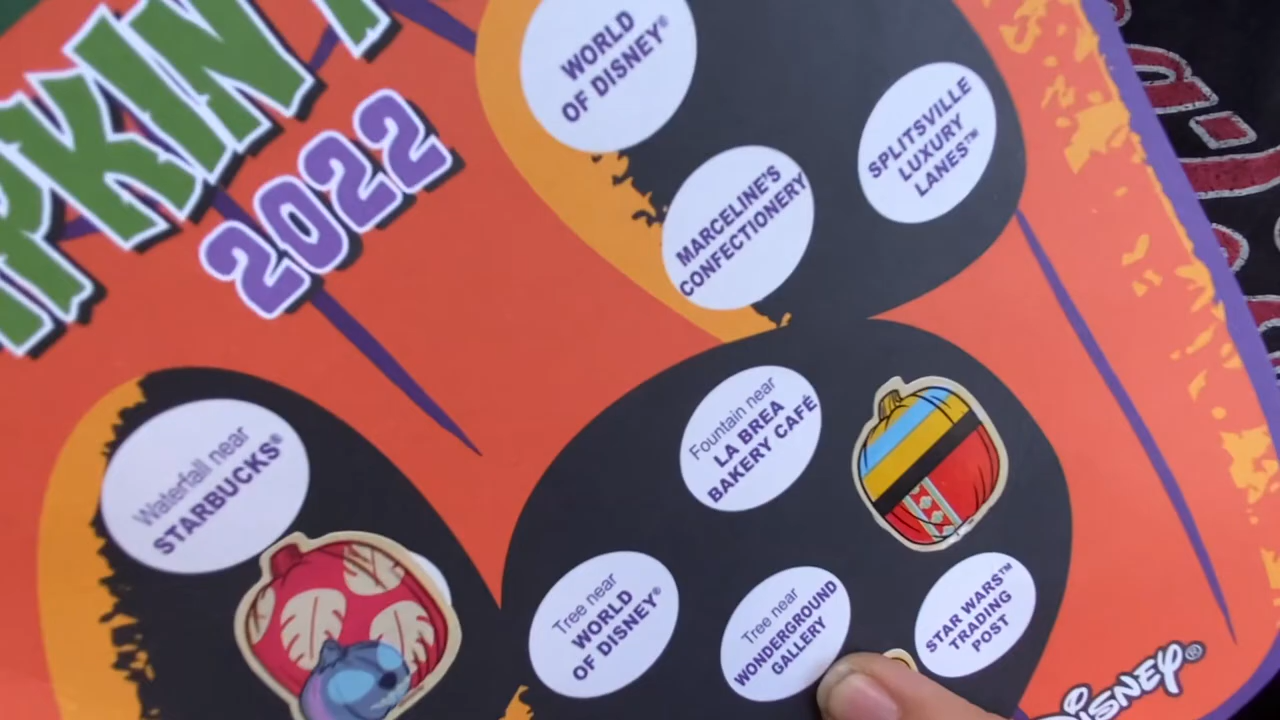 PKIN
2022
WORLD
OF DISNEY®
SPLITSVILLE
LUXURY
LANES™
MARCELINE'S
CONFECTIONERY
Waterfall near
STARBUCKS®
Fountain near
LA BREA
BAKERY CAFÉ
Tree near
WORLD
OF DISNEY®
Tree near
WONDERGROUND
GALLERY
STAR WARS™
TRADING
POST
DISNEY®